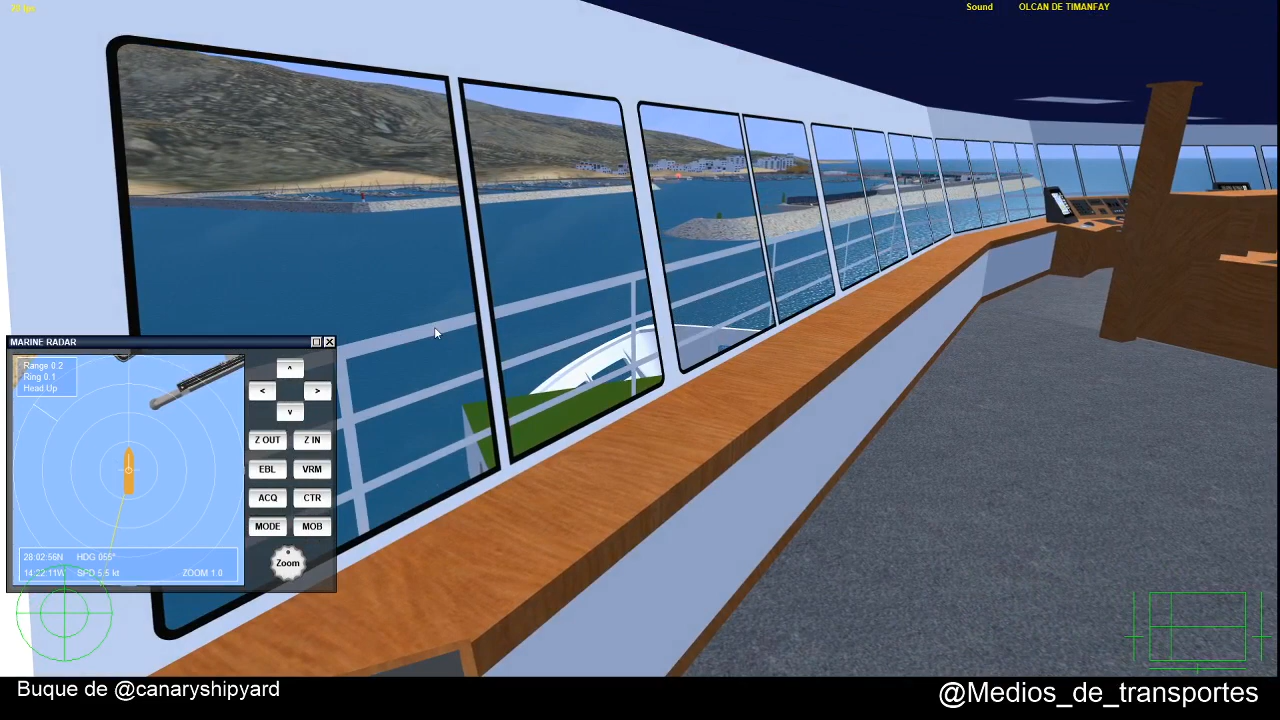 Sound OLCAN DE TIMANFAY
MARINE RADAR
Range 0.2
Ring 0.1
Head Up
^
< >
v
Z OUT Z IN
EBL VRM
ACQ CTR
MODE MOB
Zoom
28:02:56N HDG 055°
14:22:11W SPD 5.5 kt ZOOM 1.0
Buque de @canaryshipyard
@Medios_de_transportes